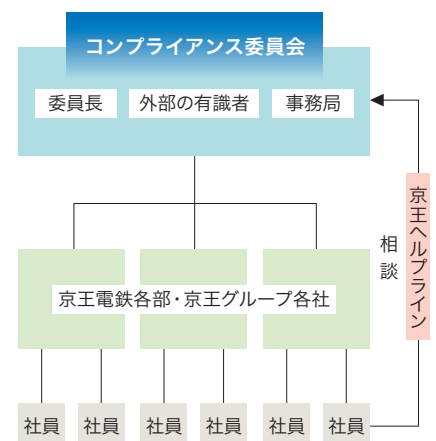 コンプライアンス委員会
委員長
外部の有識者
事務局
京王ヘルプライン
相談
京王電鉄各部・京王グループ各社
社員
社員
社員
社員
社員
社員